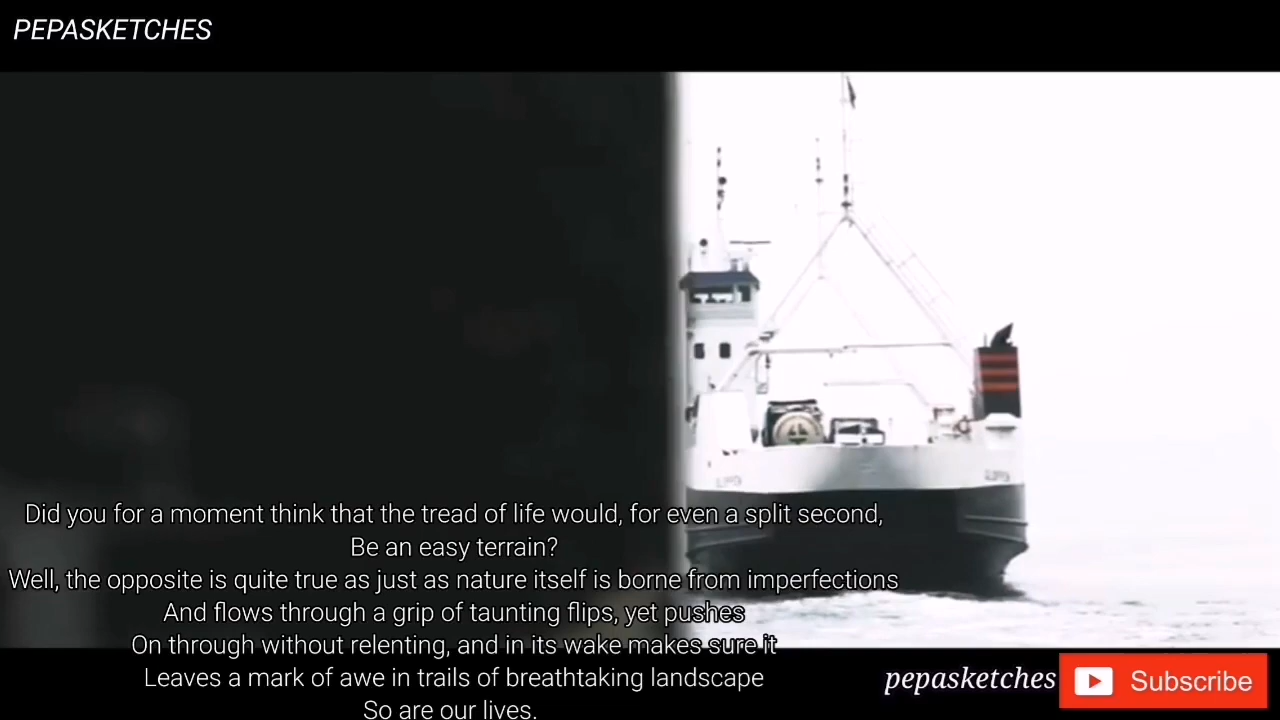 PEPASKETCHES
Did you for a moment think that the tread of life would, for even a split second,
Be an easy terrain?
Well, the opposite is quite true as just as nature itself is borne from imperfections
And flows through a grip of taunting flips, yet pushes
On through without relenting, and in its wake makes sure it
Leaves a mark of awe in trails of breathtaking landscape
So are our lives.
pepasketches
Subscribe